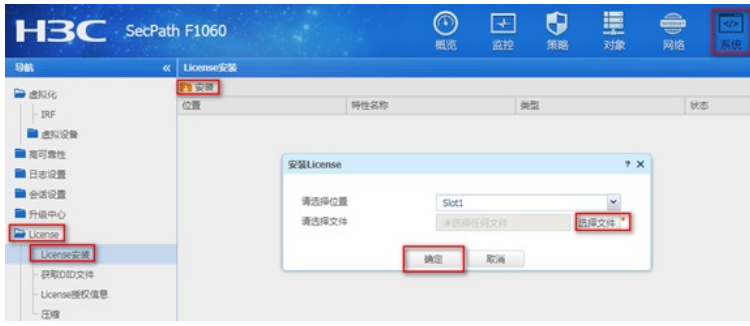 H3C SecPath F1060
概览 监控 策略 对象 网络 系统
导航 « License安装
安装
位置 特性名称 类型 状态
虚拟化
IRF
虚拟设备
高可靠性
日志设置
会话设置
升级中心
License
License安装
获取DID文件
License授权信息
压缩
安装License ? X
请选择位置 Slot1
请选择文件 未选择任何文件 选择文件 *
确定 取消